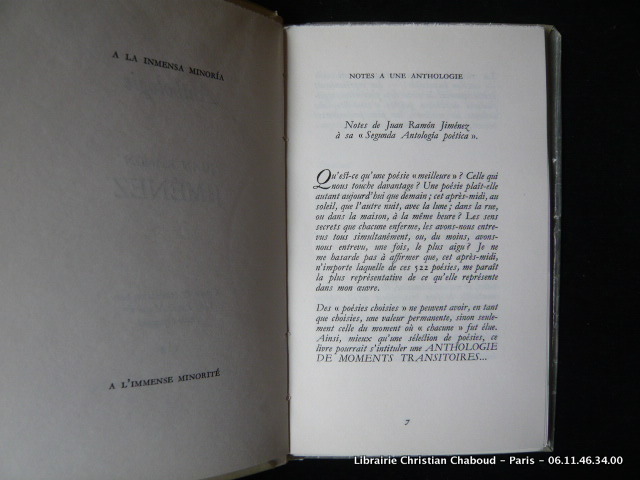 A LA INMENSA MINORÍA
A L'IMMENSE MINORITÉ
NOTES A UNE ANTHOLOGIE
Notes de Juan Ramón Jiménez
à sa « Segunda Antología poética ».
Qu'est-ce qu'une poésie « meilleure » ? Celle qui
nous touche davantage ? Une poésie plaît-elle
autant aujourd'hui que demain ; cet après-midi, au
soleil, que l'autre nuit, avec la lune ; dans la rue,
ou dans la maison, à la même heure ? Les sens
secrets que chacune enferme, les avons-nous entre-
vus tous simultanément, ou, du moins, avons-
nous entrevu, une fois, le plus aigu ? Je ne
me hasarde pas à affirmer que, cet après-midi,
n'importe laquelle de ces 522 poésies, me paraît
la plus représentative de ce qu'elle représente
dans mon œuvre.
Des « poésies choisies » ne peuvent avoir, en tant
que choisies, une valeur permanente, sinon seule-
ment celle du moment où « chacune » fut élue.
Ainsi, mieux qu'une sélection de poésies, ce
livre pourrait s'intituler une ANTHOLOGIE
DE MOMENTS TRANSITOIRES...
7
Librairie Christian Chaboud - Paris - 06.11.46.34.00